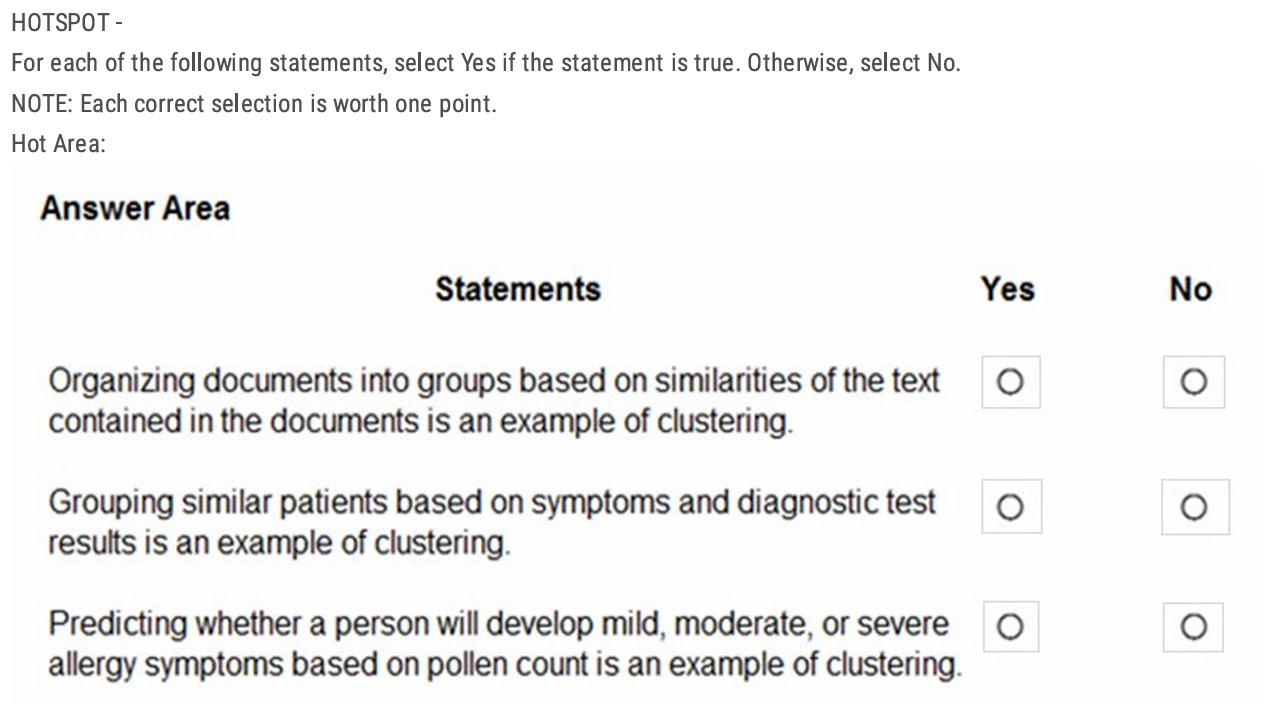 HOTSPOT -
For each of the following statements, select Yes if the statement is true. Otherwise, select No.
NOTE: Each correct selection is worth one point.
Hot Area:
Answer Area
Statements Yes No
Organizing documents into groups based on similarities of the text
contained in the documents is an example of clustering.
Grouping similar patients based on symptoms and diagnostic test
results is an example of clustering.
Predicting whether a person will develop mild, moderate, or severe
allergy symptoms based on pollen count is an example of clustering.